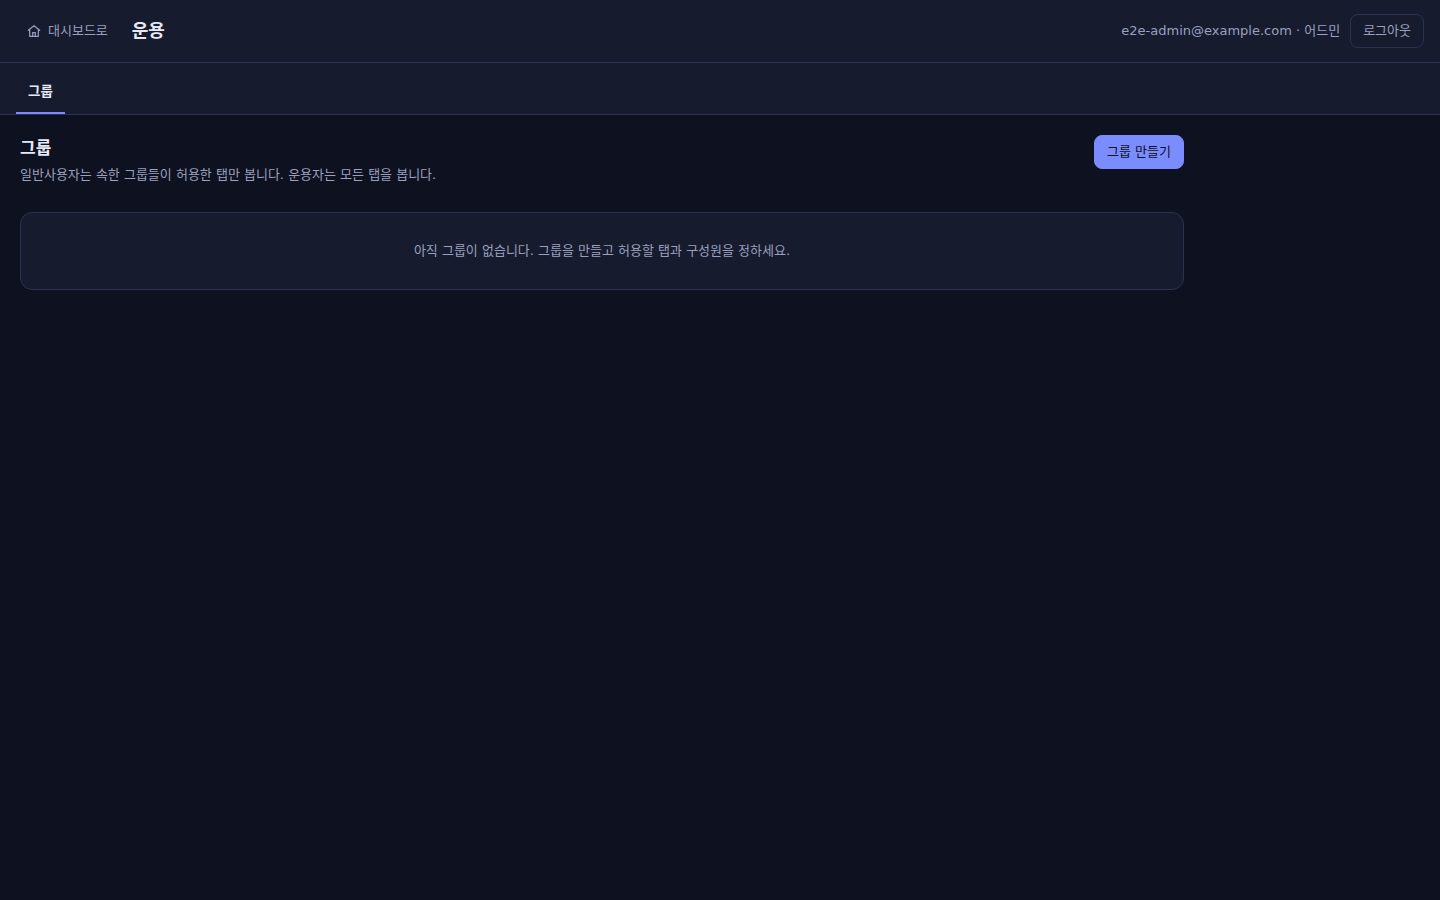 대시보드로
운용
e2e-admin@example.com · 어드민
로그아웃
그룹
그룹
그룹 만들기
일반사용자는 속한 그룹들이 허용한 탭만 봅니다. 운용자는 모든 탭을 봅니다.
아직 그룹이 없습니다. 그룹을 만들고 허용할 탭과 구성원을 정하세요.